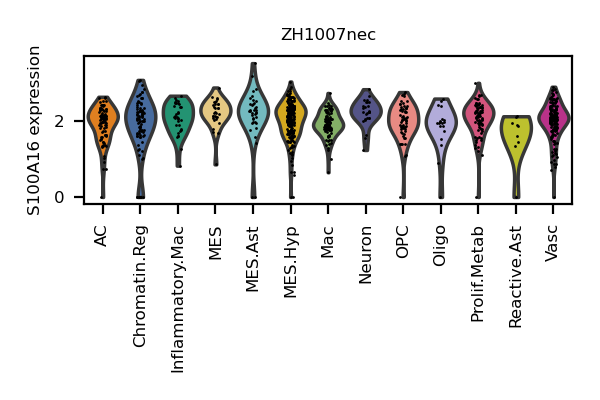 ZH1007nec
S100A16 expression
2
0
AC
Chromatin.Reg
Inflammatory.Mac
MES
MES.Ast
MES.Hyp
Mac
Neuron
OPC
Oligo
Prolif.Metab
Reactive.Ast
Vasc